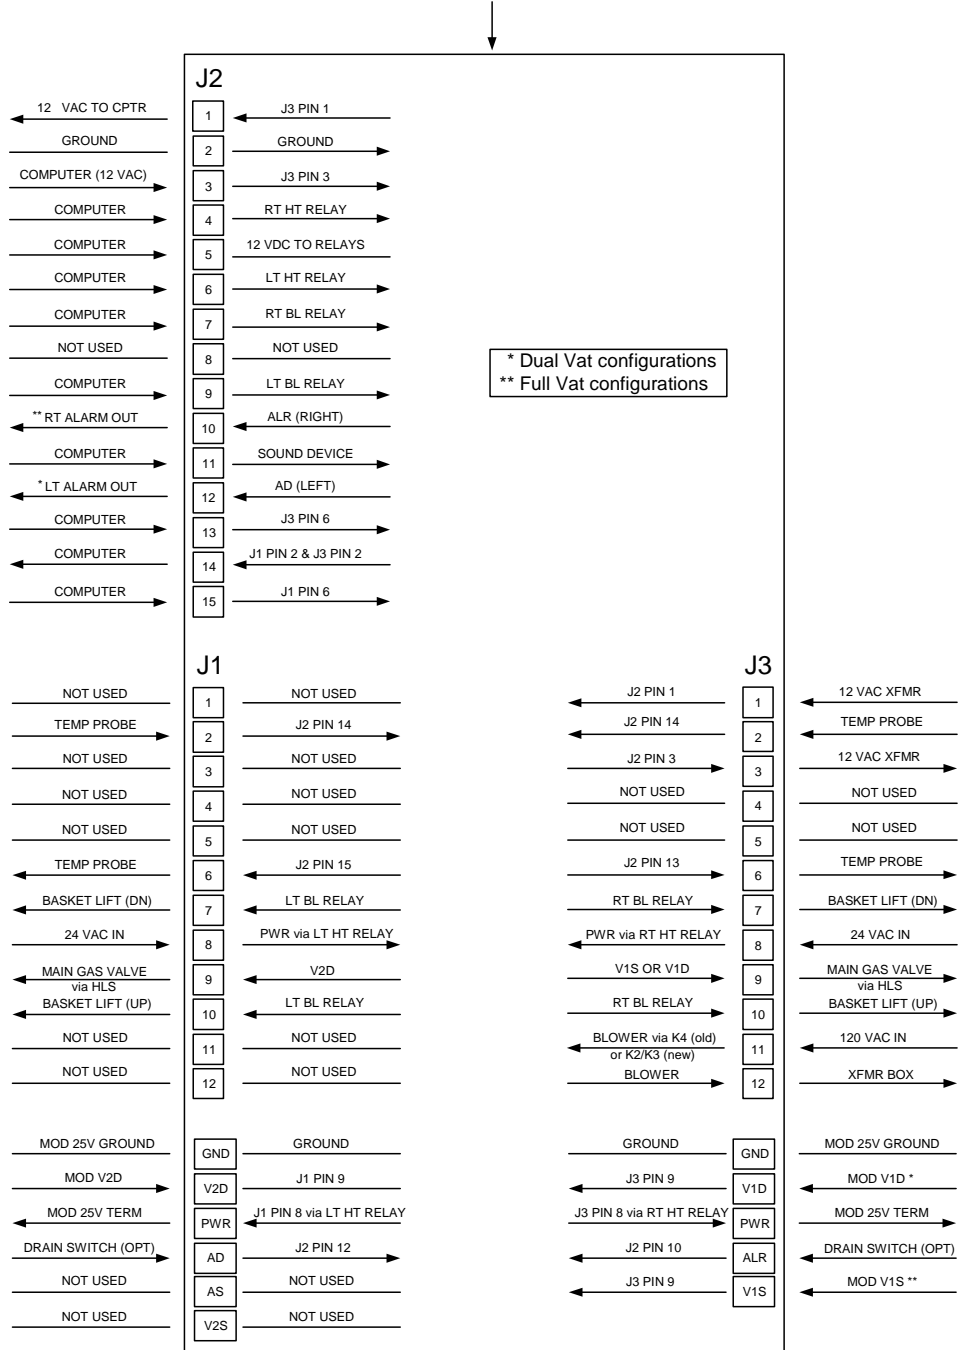 J2
12 VAC TO CPTR 1 J3 PIN 1
GROUND 2 GROUND
COMPUTER (12 VAC) 3 J3 PIN 3
COMPUTER 4 RT HT RELAY
COMPUTER 5 12 VDC TO RELAYS
COMPUTER 6 LT HT RELAY
COMPUTER 7 RT BL RELAY
NOT USED 8 NOT USED
* Dual Vat configurations
** Full Vat configurations
COMPUTER 9 LT BL RELAY
** RT ALARM OUT 10 ALR (RIGHT)
COMPUTER 11 SOUND DEVICE
* LT ALARM OUT 12 AD (LEFT)
COMPUTER 13 J3 PIN 6
COMPUTER 14 J1 PIN 2 & J3 PIN 2
COMPUTER 15 J1 PIN 6
J1
NOT USED 1 NOT USED
TEMP PROBE 2 J2 PIN 14
NOT USED 3 NOT USED
NOT USED 4 NOT USED
NOT USED 5 NOT USED
TEMP PROBE 6 J2 PIN 15
BASKET LIFT (DN) 7 LT BL RELAY
24 VAC IN 8 PWR via LT HT RELAY
MAIN GAS VALVE 9 V2D
via HLS
BASKET LIFT (UP) 10 LT BL RELAY
NOT USED 11 NOT USED
NOT USED 12 NOT USED
MOD 25V GROUND GND GROUND
MOD V2D V2D J1 PIN 9
MOD 25V TERM PWR J1 PIN 8 via LT HT RELAY
DRAIN SWITCH (OPT) AD J2 PIN 12
NOT USED AS NOT USED
NOT USED V2S NOT USED
J3
J2 PIN 1 1 12 VAC XFMR
J2 PIN 14 2 TEMP PROBE
J2 PIN 3 3 12 VAC XFMR
NOT USED 4 NOT USED
NOT USED 5 NOT USED
J2 PIN 13 6 TEMP PROBE
RT BL RELAY 7 BASKET LIFT (DN)
PWR via RT HT RELAY 8 24 VAC IN
V1S OR V1D 9 MAIN GAS VALVE
via HLS
RT BL RELAY 10 BASKET LIFT (UP)
BLOWER via K4 (old) 11 120 VAC IN
or K2/K3 (new)
BLOWER 12 XFMR BOX
GROUND GND MOD 25V GROUND
J3 PIN 9 V1D MOD V1D *
J3 PIN 8 via RT HT RELAY PWR MOD 25V TERM
J2 PIN 10 ALR DRAIN SWITCH (OPT)
J3 PIN 9 V1S MOD V1S **